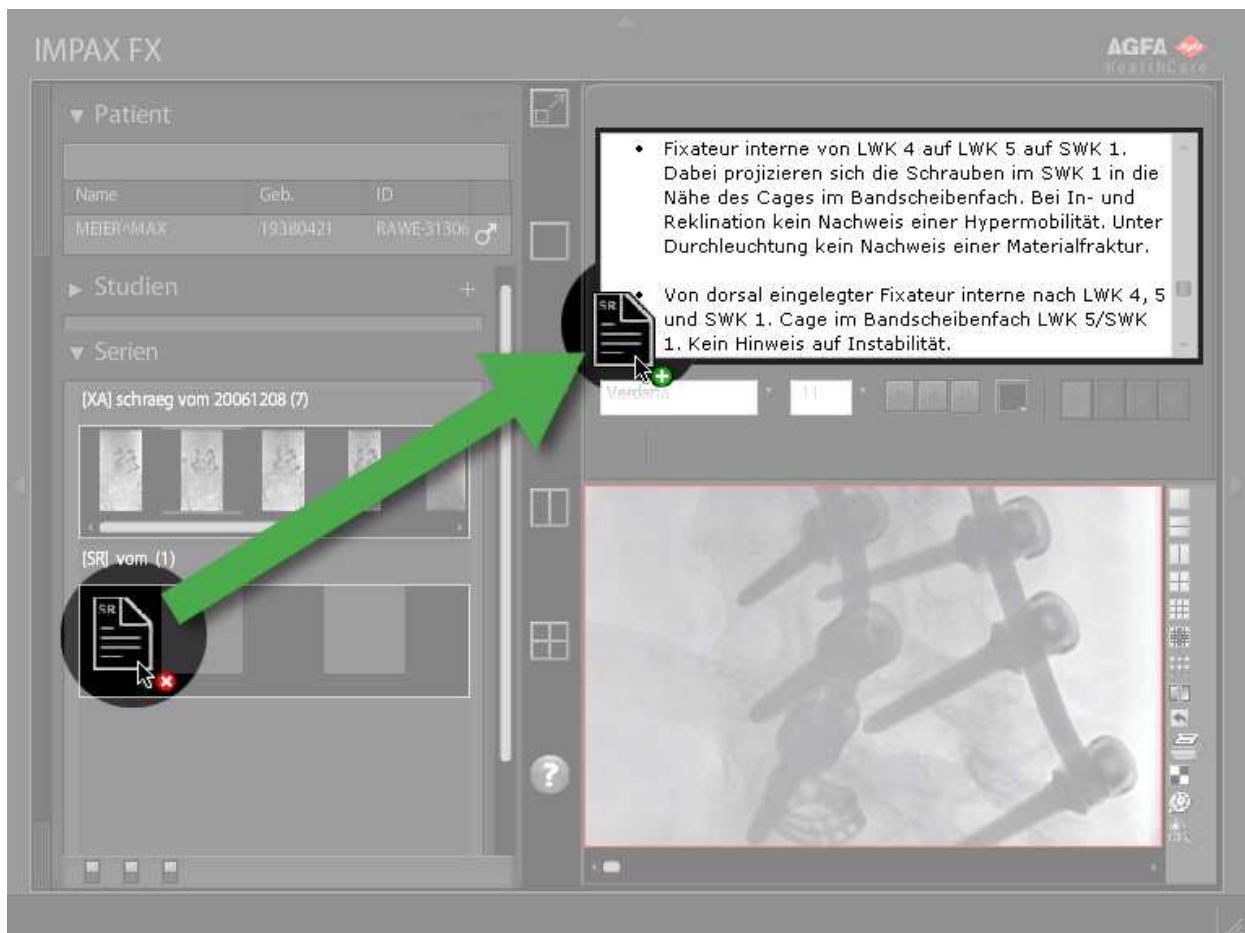 IMPAX FX
AGFA
HealthCare
▼ Patient
Name Geb. ID
MEIER^MAX 19380421 RAWE-31306
► Studien +
▼ Serien
[XA] schraeg vom 20061208 (7)
[SR] vom (1)
SR
• Fixateur interne von LWK 4 auf LWK 5 auf SWK 1.
Dabei projizieren sich die Schrauben im SWK 1 in die
Nähe des Cages im Bandscheibenfach. Bei In- und
Reklination kein Nachweis einer Hypermobilität. Unter
Durchleuchtung kein Nachweis einer Materialfraktur.
• Von dorsal eingelegter Fixateur interne nach LWK 4, 5
und SWK 1. Cage im Bandscheibenfach LWK 5/SWK
1. Kein Hinweis auf Instabilität.
SR
Verdana 11
?